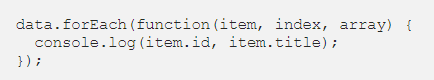 data.forEach(function(item, index, array) {
  console.log(item.id, item.title);
});